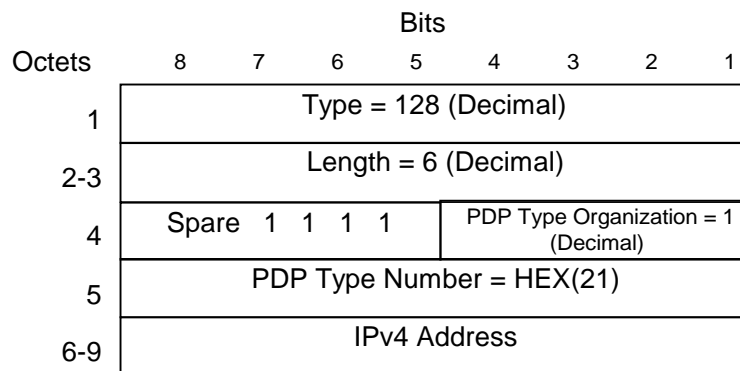 Bits
Octets 8 7 6 5 4 3 2 1
1 Type = 128 (Decimal)
2-3 Length = 6 (Decimal)
4 Spare 1 1 1 1 PDP Type Organization = 1
(Decimal)
5 PDP Type Number = HEX(21)
6-9 IPv4 Address